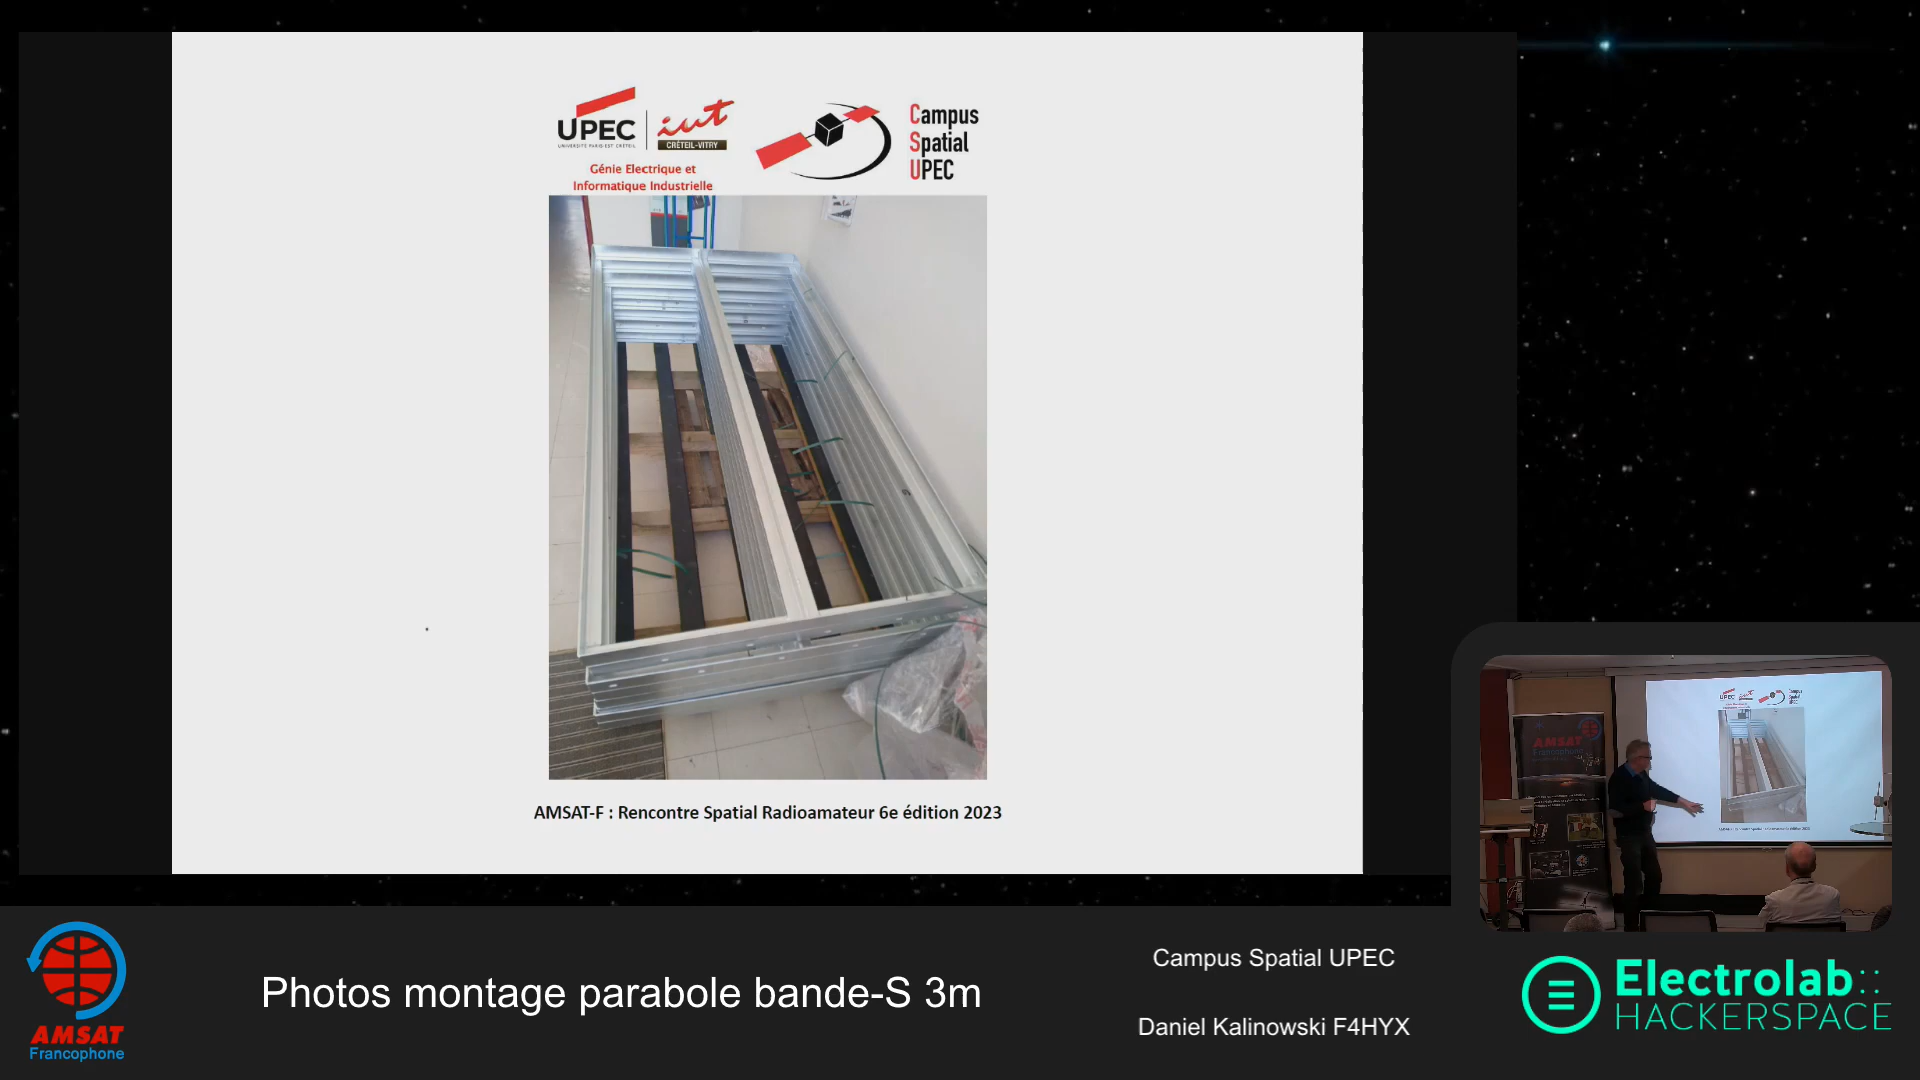 UPEC
UNIVERSITÉ PARIS-EST CRÉTEIL
iut
CRÉTEIL-VITRY
Génie Electrique et
Informatique Industrielle
Campus
Spatial
UPEC
AMSAT-F : Rencontre Spatial Radioamateur 6e édition 2023
AMSAT
Francophone
Photos montage parabole bande-S 3m
Campus Spatial UPEC
Daniel Kalinowski F4HYX
AMSAT
Francophone
Electrolab
HACKERSPACE